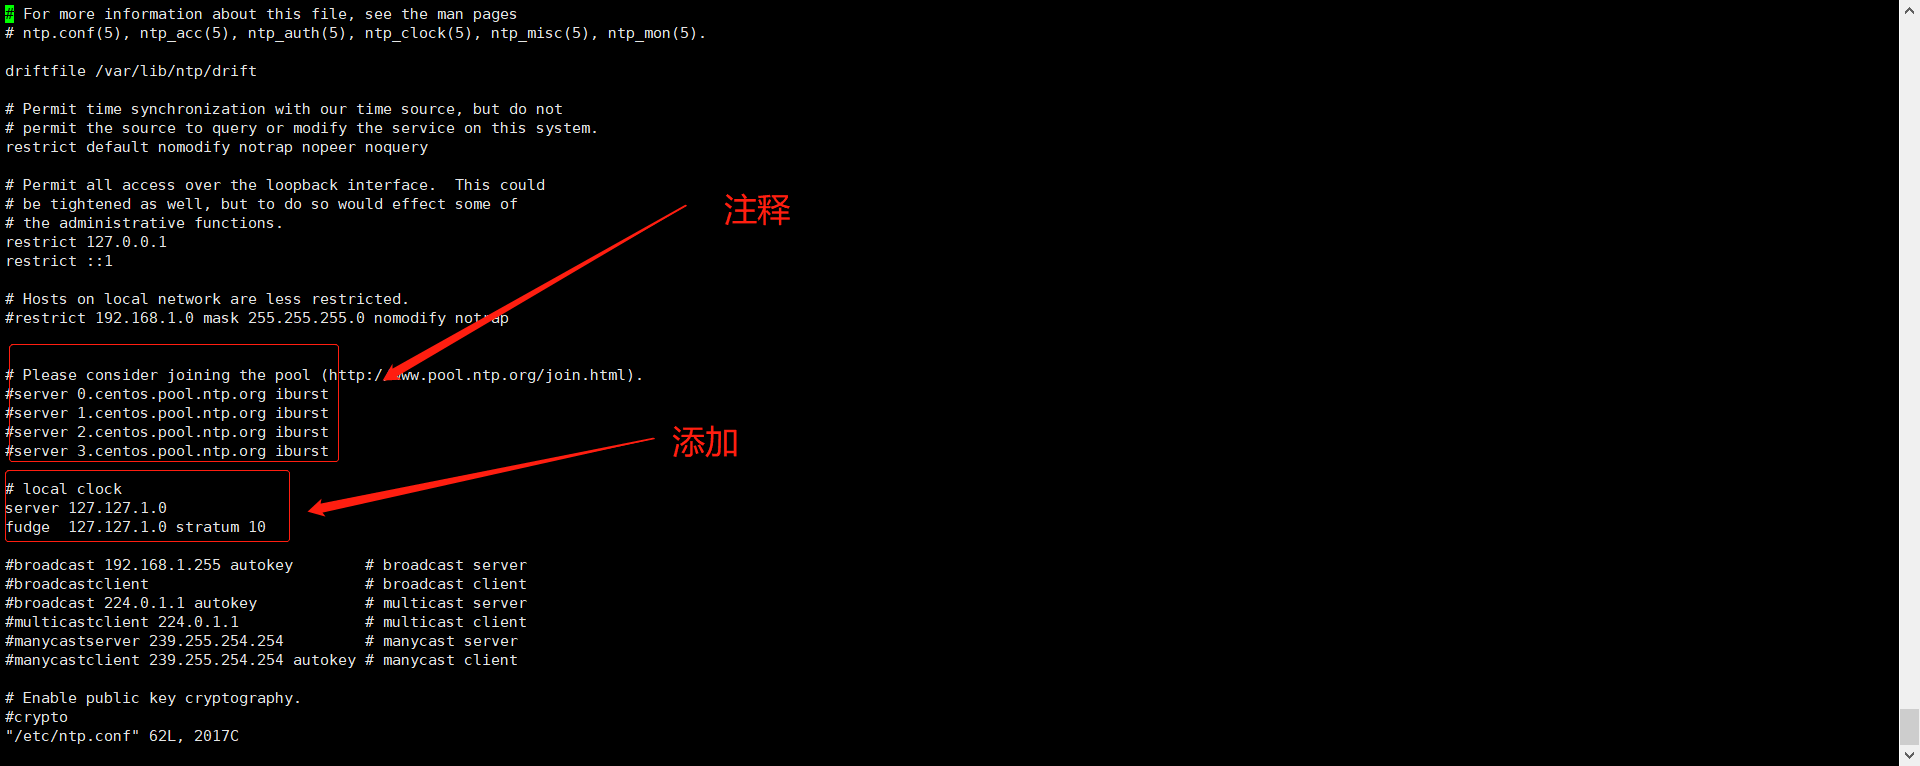 # For more information about this file, see the man pages
# ntp.conf(5), ntp_acc(5), ntp_auth(5), ntp_clock(5), ntp_misc(5), ntp_mon(5).
driftfile /var/lib/ntp/drift
# Permit time synchronization with our time source, but do not
# permit the source to query or modify the service on this system.
restrict default nomodify notrap nopeer noquery
# Permit all access over the loopback interface.  This could
# be tightened as well, but to do so would effect some of
# the administrative functions.
注释
restrict 127.0.0.1
restrict ::1
# Hosts on local network are less restricted.
#restrict 192.168.1.0 mask 255.255.255.0 nomodify notrap
# Please consider joining the pool (http://www.pool.ntp.org/join.html).
#server 0.centos.pool.ntp.org iburst
#server 1.centos.pool.ntp.org iburst
#server 2.centos.pool.ntp.org iburst
#server 3.centos.pool.ntp.org iburst
添加
# local clock
server 127.127.1.0
fudge  127.127.1.0 stratum 10
#broadcast 192.168.1.255 autokey        # broadcast server
#broadcastclient                        # broadcast client
#broadcast 224.0.1.1 autokey            # multicast server
#multicastclient 224.0.1.1              # multicast client
#manycastserver 239.255.254.254         # manycast server
#manycastclient 239.255.254.254 autokey # manycast client
# Enable public key cryptography.
#crypto
"/etc/ntp.conf" 62L, 2017C